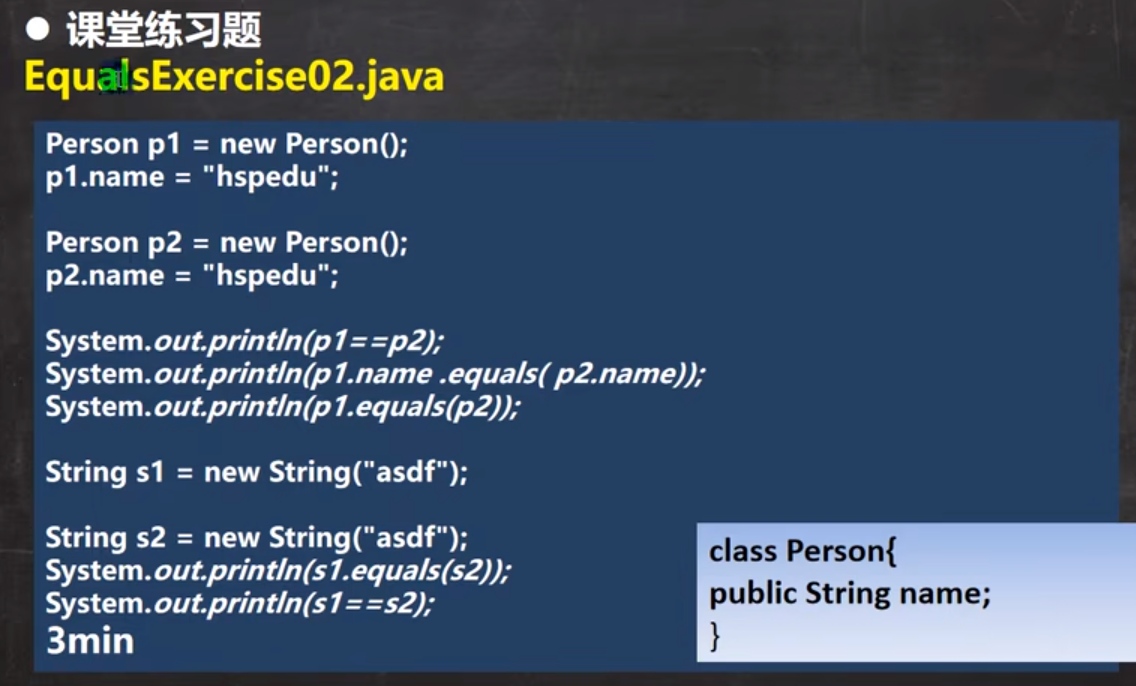 ● 课堂练习题
EqualsExercise02.java
Person p1 = new Person();
p1.name = "hspedu";
Person p2 = new Person();
p2.name = "hspedu";
System.out.println(p1==p2);
System.out.println(p1.name .equals( p2.name));
System.out.println(p1.equals(p2));
String s1 = new String("asdf");
String s2 = new String("asdf");
System.out.println(s1.equals(s2));
System.out.println(s1==s2);
3min
class Person{
public String name;
}